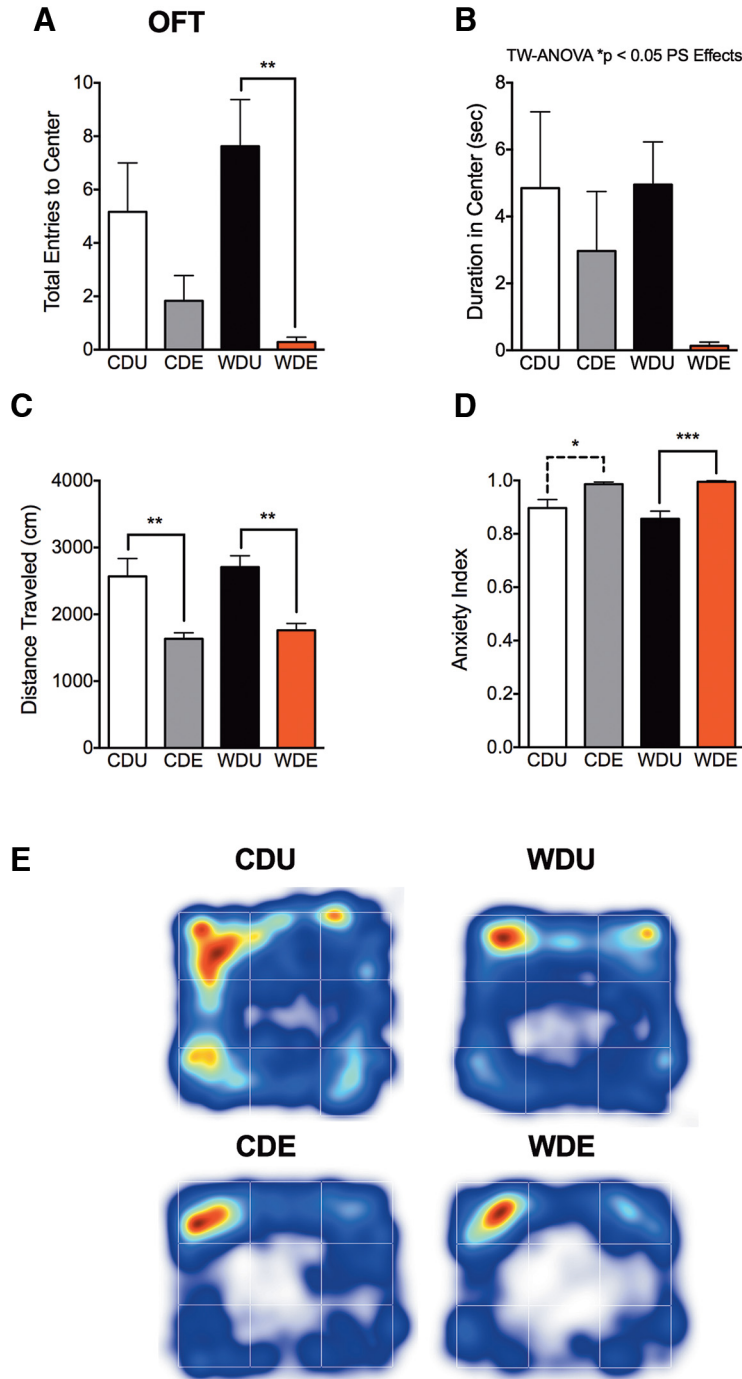 A
OFT
Total Entries to Center
10
8
6
4
2
0
**
CDU CDE WDU WDE
B
TW-ANOVA *p < 0.05 PS Effects
Duration in Center (sec)
8
6
4
2
0
CDU CDE WDU WDE
C
Distance Traveled (cm)
4000
3000
2000
1000
0
** **
CDU CDE WDU WDE
D
Anxiety Index
1.0
0.8
0.6
0.4
0.2
0.0
* ***
CDU CDE WDU WDE
E
CDU WDU
CDE WDE